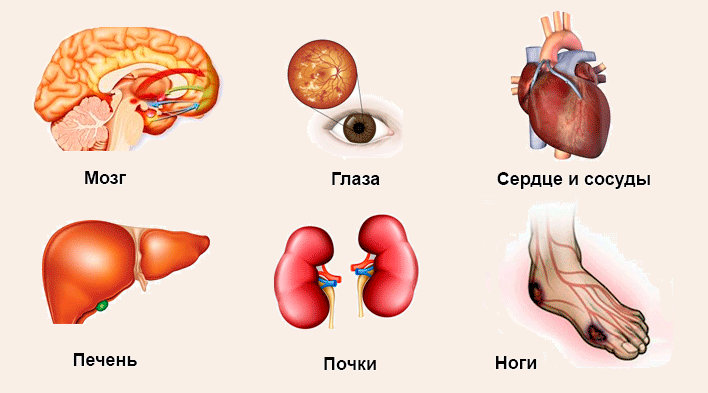 Мозг
Глаза
Сердце и сосуды
Печень
Почки
Ноги